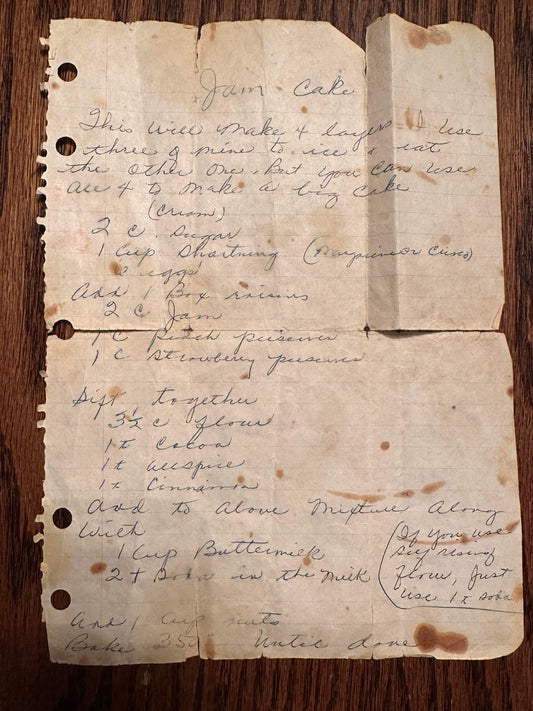 Jam Cake
This will make 4 layers I use
three of mine to ice & eat
the other one. But you can use
all 4 to make a big cake
(Cream)
2 c. sugar
1 Cup Shortning (Margirine or Crisco)
eggs
Add 1 Box raisins
2 c Jam
1 c Peach preserves
1 c Strawberry preserves
Sift together
3½ c flour
1 t Cocoa
1 t allspice
1 t Cinnamon
add to above mixture along
with
1 Cup Buttermilk
2 t soda in the milk
(If you use
self rising
flour, just
use 1 t soda
Add 1 cup nuts
Bake 350° Until done